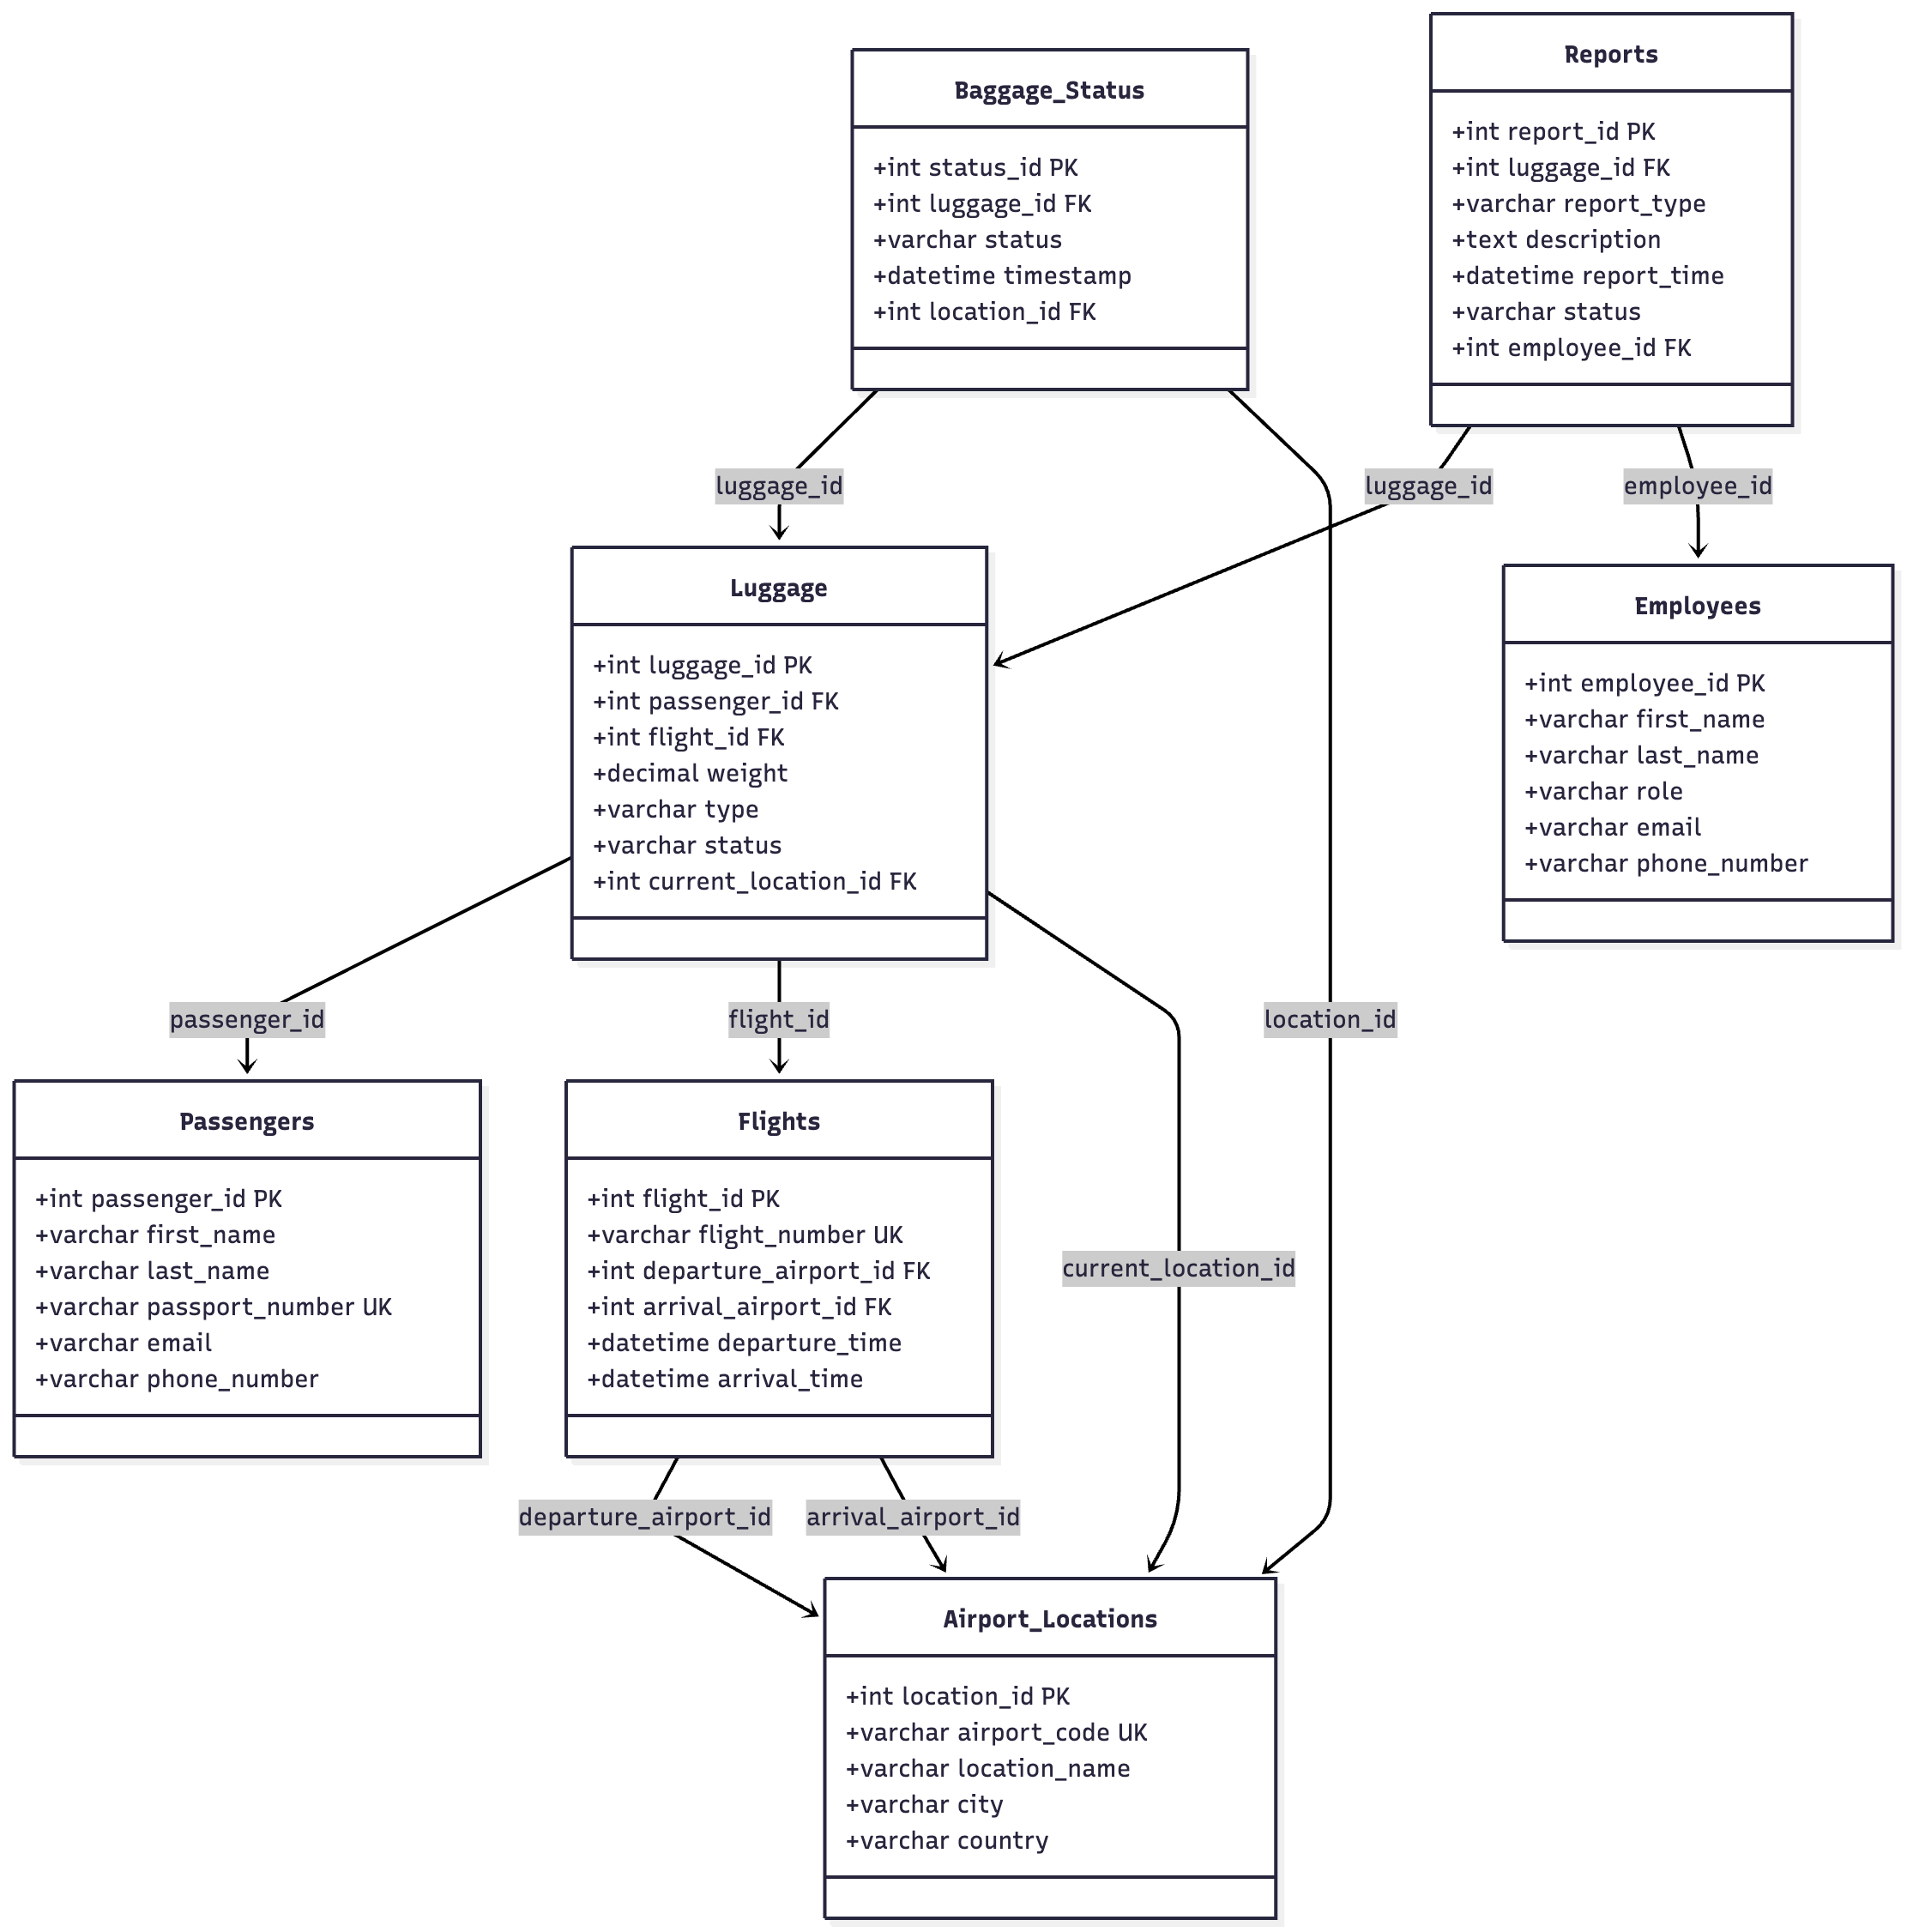 Baggage_Status
+int status_id PK
+int luggage_id FK
+varchar status
+datetime timestamp
+int location_id FK
Reports
+int report_id PK
+int luggage_id FK
+varchar report_type
+text description
+datetime report_time
+varchar status
+int employee_id FK
luggage_id
luggage_id
employee_id
Luggage
+int luggage_id PK
+int passenger_id FK
+int flight_id FK
+decimal weight
+varchar type
+varchar status
+int current_location_id FK
Employees
+int employee_id PK
+varchar first_name
+varchar last_name
+varchar role
+varchar email
+varchar phone_number
passenger_id
flight_id
location_id
Passengers
+int passenger_id PK
+varchar first_name
+varchar last_name
+varchar passport_number UK
+varchar email
+varchar phone_number
Flights
+int flight_id PK
+varchar flight_number UK
+int departure_airport_id FK
+int arrival_airport_id FK
+datetime departure_time
+datetime arrival_time
current_location_id
departure_airport_id
arrival_airport_id
Airport_Locations
+int location_id PK
+varchar airport_code UK
+varchar location_name
+varchar city
+varchar country